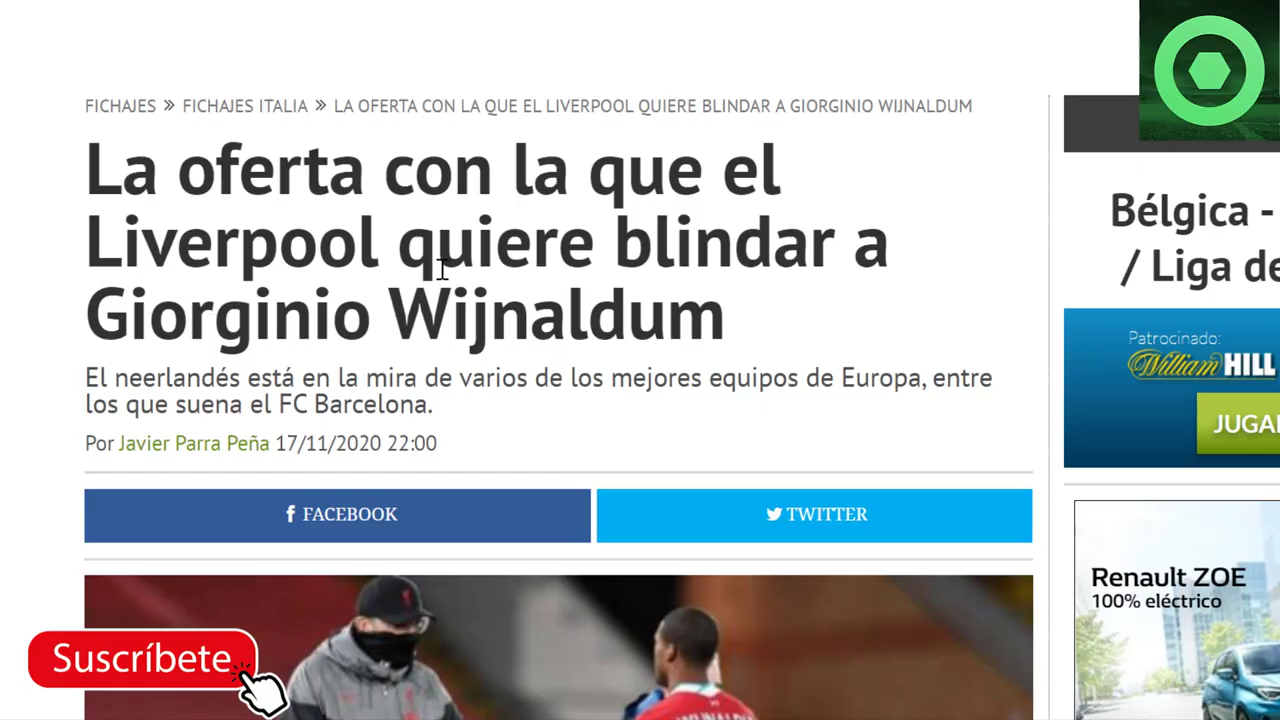 FICHAJES » FICHAJES ITALIA » LA OFERTA CON LA QUE EL LIVERPOOL QUIERE BLINDAR A GIORGINIO WIJNALDUM
La oferta con la que el
Liverpool quiere blindar a
Giorginio Wijnaldum
El neerlandés está en la mira de varios de los mejores equipos de Europa, entre
los que suena el FC Barcelona.
Por Javier Parra Peña 17/11/2020 22:00
FACEBOOK
TWITTER
Suscríbete
Bélgica -
/ Liga de
Patrocinado:
William HILL
JUGA
Renault ZOE
100% eléctrico